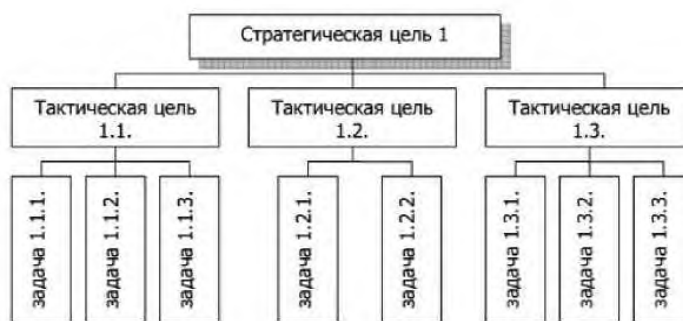 Стратегическая цель 1
Тактическая цель
1.1.
Тактическая цель
1.2.
Тактическая цель
1.3.
задача 1.1.1.
задача 1.1.2.
задача 1.1.3.
задача 1.2.1.
задача 1.2.2.
задача 1.3.1.
задача 1.3.2.
задача 1.3.3.